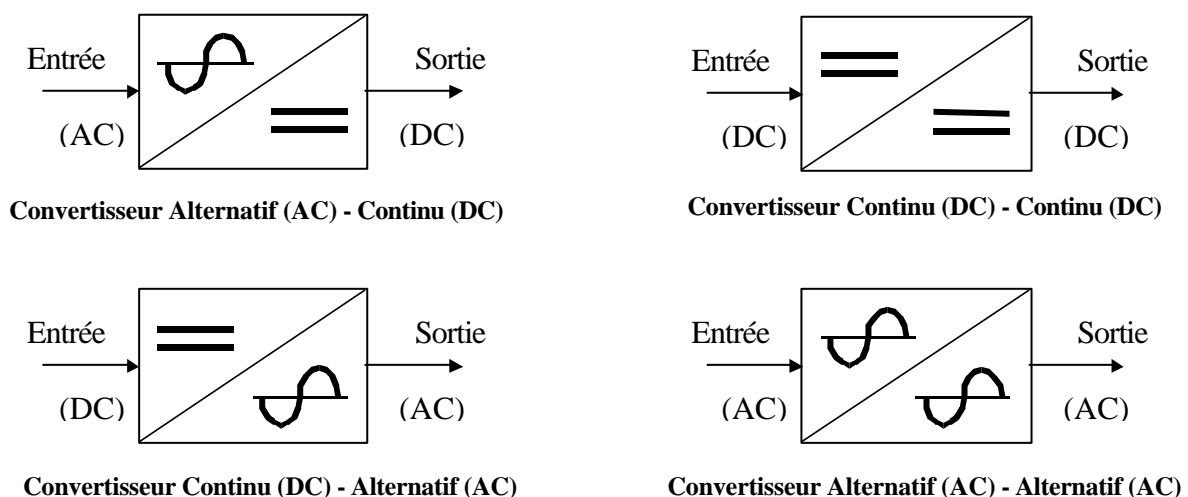 Entrée
Sortie
(AC)
(DC)
Convertisseur Alternatif (AC) - Continu (DC)
Entrée
Sortie
(DC)
(DC)
Convertisseur Continu (DC) - Continu (DC)
Entrée
Sortie
(DC)
(AC)
Convertisseur Continu (DC) - Alternatif (AC)
Entrée
Sortie
(AC)
(AC)
Convertisseur Alternatif (AC) - Alternatif (AC)